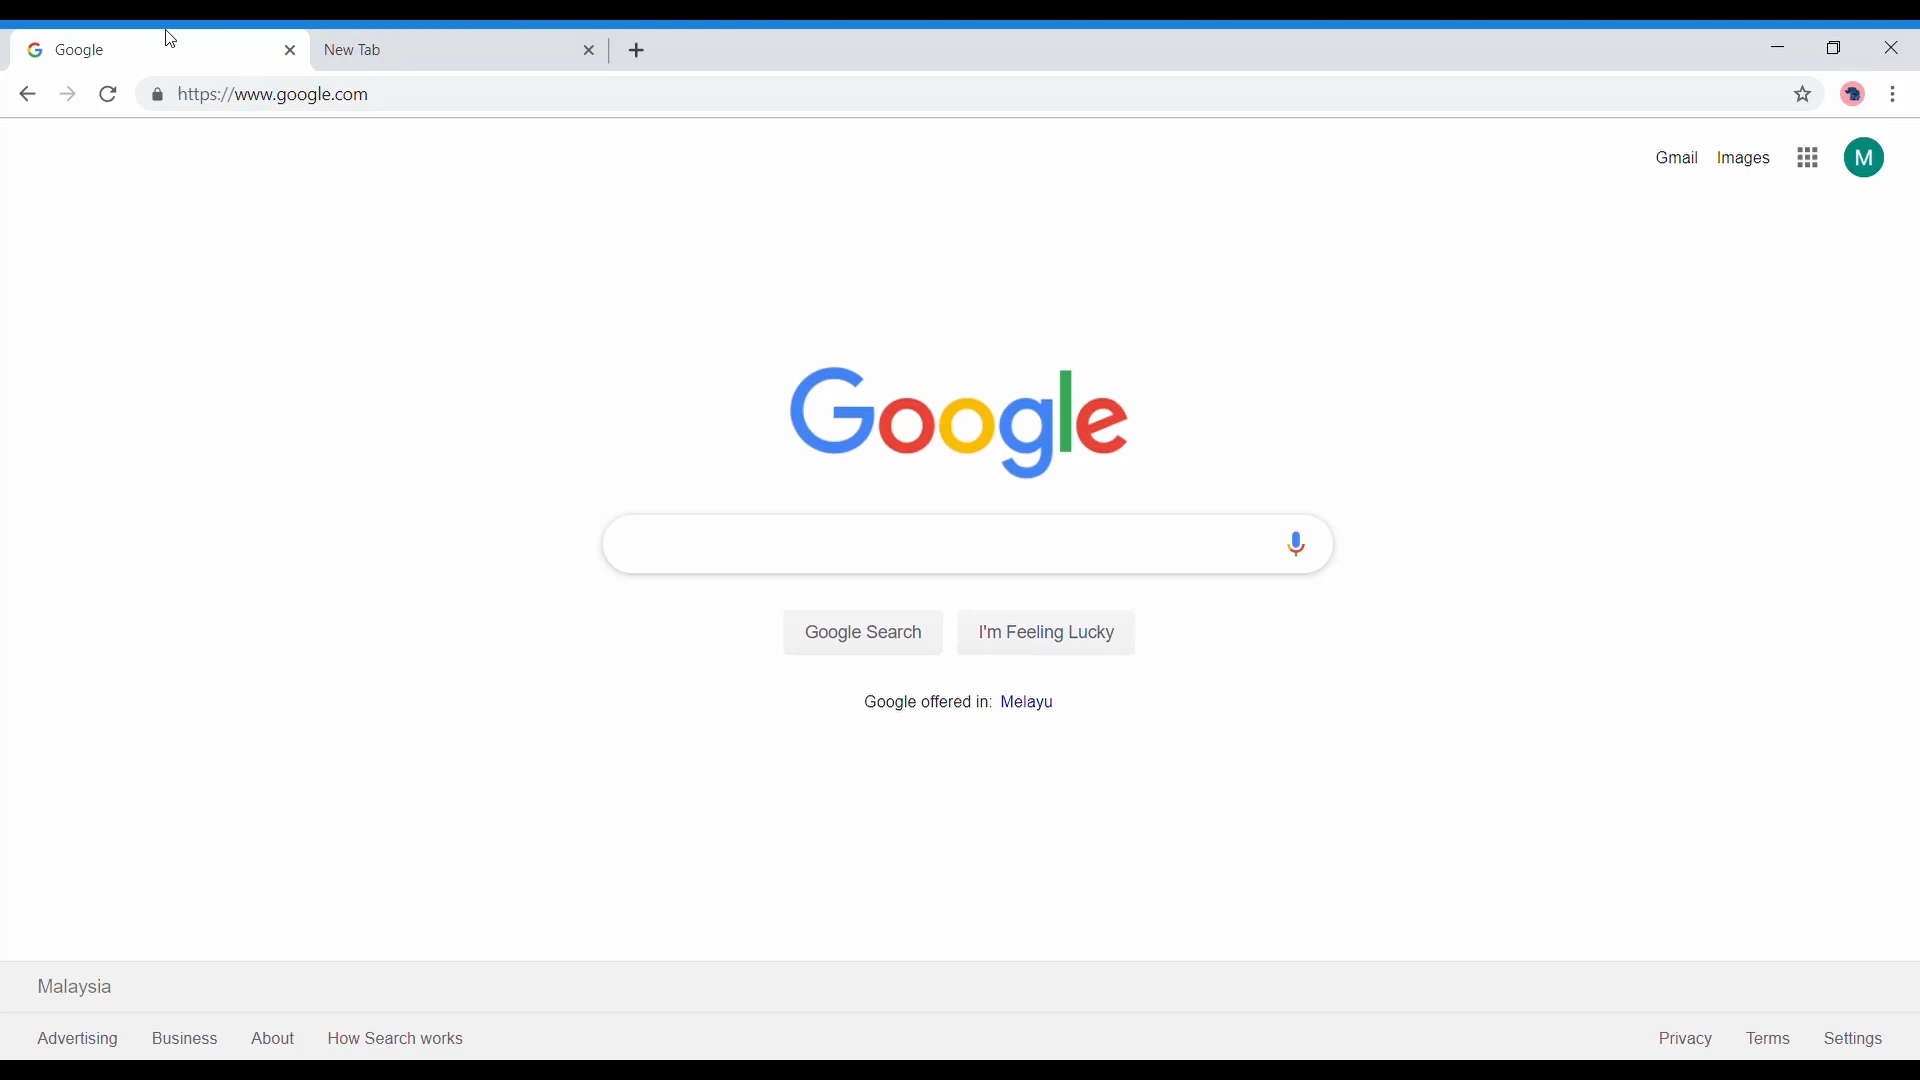 Google
New Tab
https://www.google.com
Gmail Images M
Google
Google Search I'm Feeling Lucky
Google offered in: Melayu
Malaysia
Advertising Business About How Search works Privacy Terms Settings